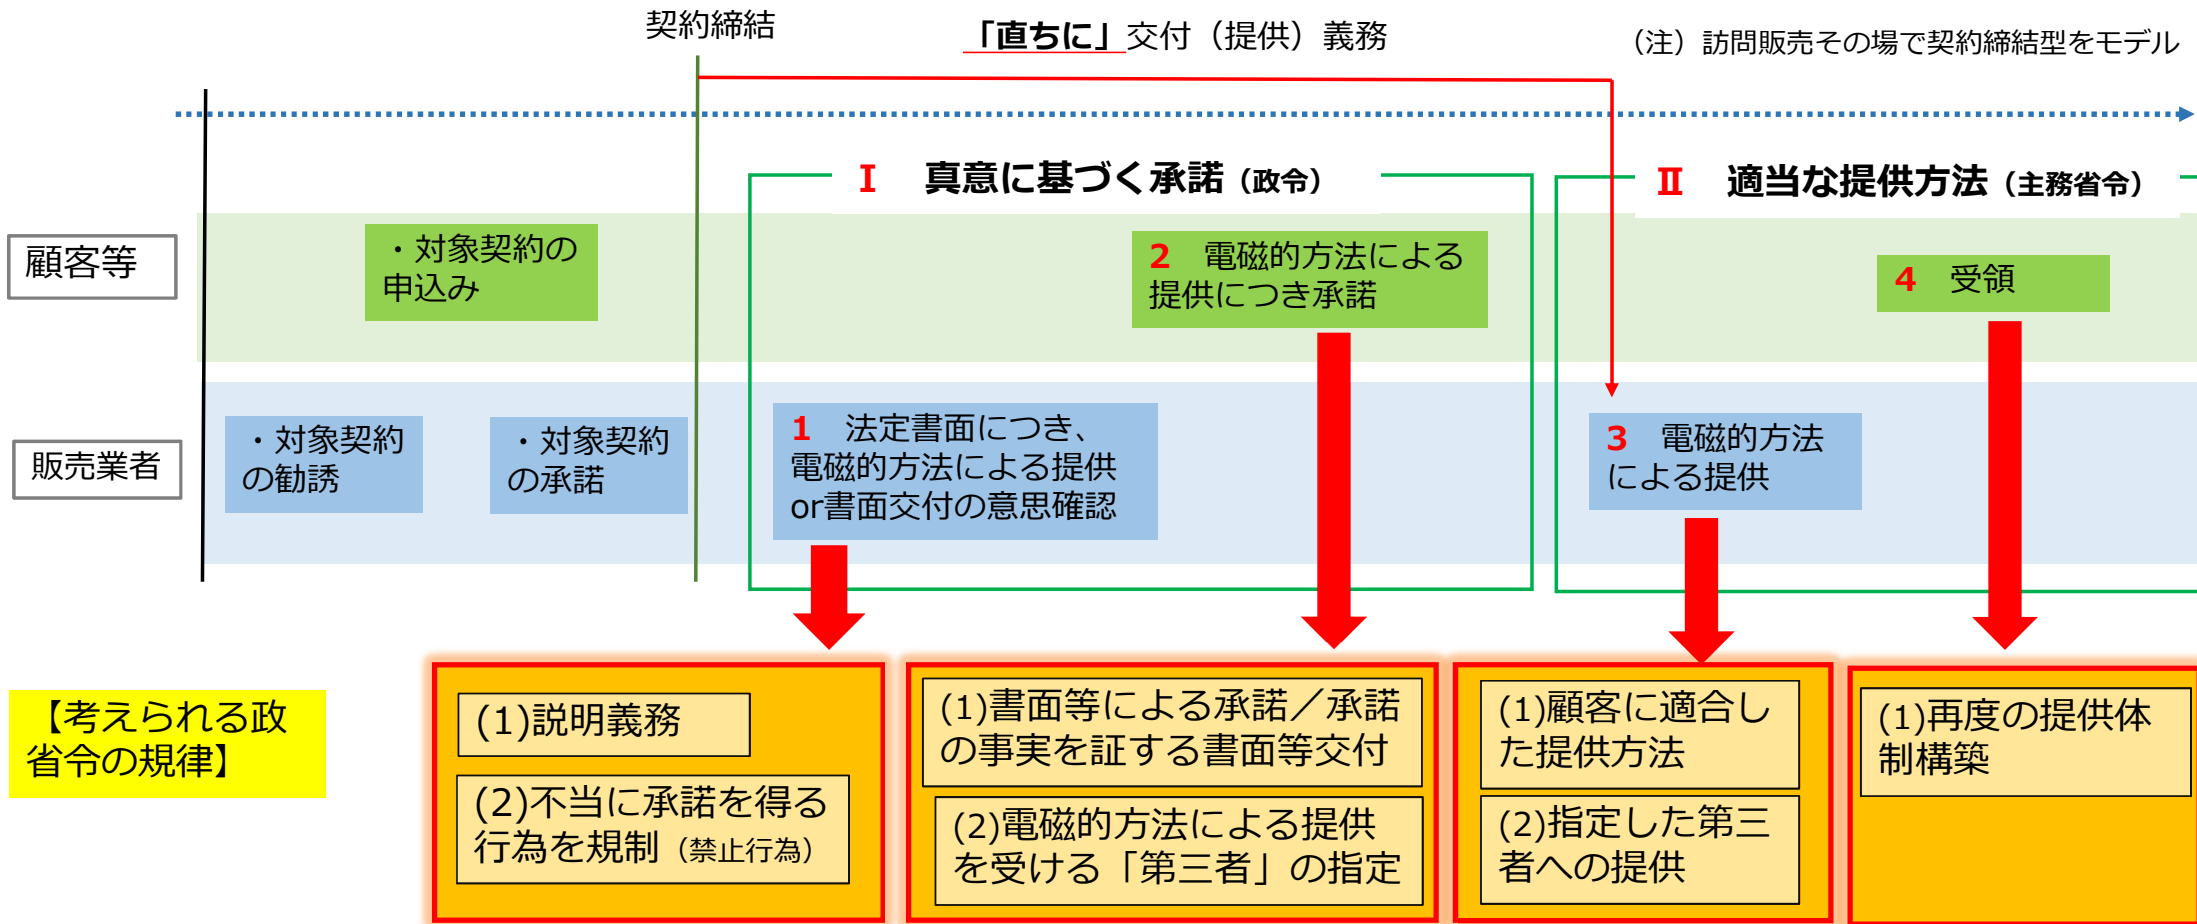 契約締結
「直ちに」交付（提供）義務
（注）訪問販売その場で契約締結型をモデル
Ⅰ　真意に基づく承諾（政令）
Ⅱ　適当な提供方法（主務省令）
顧客等
・対象契約の
申込み
2　電磁的方法による
提供につき承諾
4　受領
販売業者
・対象契約
の勧誘
・対象契約
の承諾
1　法定書面につき、
電磁的方法による提供
or書面交付の意思確認
3　電磁的方法
による提供
【考えられる政
省令の規律】
(1)説明義務
(2)不当に承諾を得る
行為を規制（禁止行為）
(1)書面等による承諾／承諾
の事実を証する書面等交付
(2)電磁的方法による提供
を受ける「第三者」の指定
(1)顧客に適合し
た提供方法
(2)指定した第三
者への提供
(1)再度の提供体
制構築